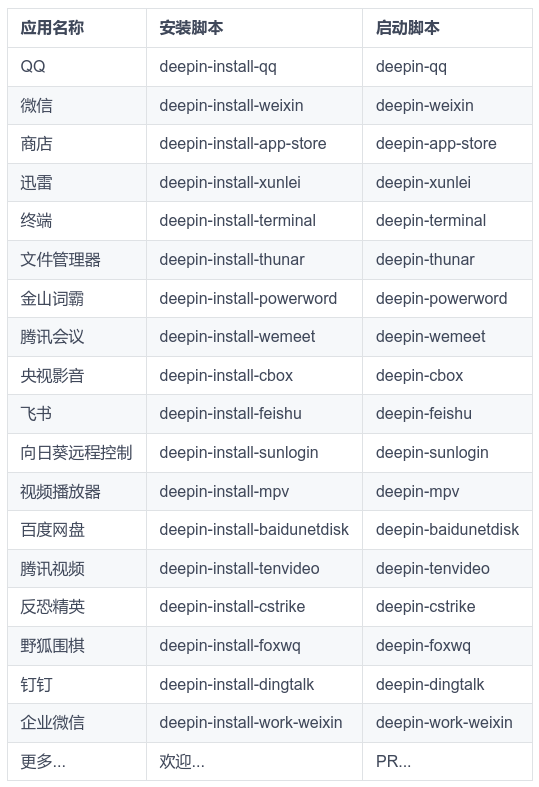 应用名称 安装脚本 启动脚本
QQ deepin-install-qq deepin-qq
微信 deepin-install-weixin deepin-weixin
商店 deepin-install-app-store deepin-app-store
迅雷 deepin-install-xunlei deepin-xunlei
终端 deepin-install-terminal deepin-terminal
文件管理器 deepin-install-thunar deepin-thunar
金山词霸 deepin-install-powerword deepin-powerword
腾讯会议 deepin-install-wemeet deepin-wemeet
央视影音 deepin-install-cbox deepin-cbox
飞书 deepin-install-feishu deepin-feishu
向日葵远程控制 deepin-install-sunlogin deepin-sunlogin
视频播放器 deepin-install-mpv deepin-mpv
百度网盘 deepin-install-baidunetdisk deepin-baidunetdisk
腾讯视频 deepin-install-tenvideo deepin-tenvideo
反恐精英 deepin-install-cstrike deepin-cstrike
野狐围棋 deepin-install-foxwq deepin-foxwq
钉钉 deepin-install-dingtalk deepin-dingtalk
企业微信 deepin-install-work-weixin deepin-work-weixin
更多... 欢迎... PR...